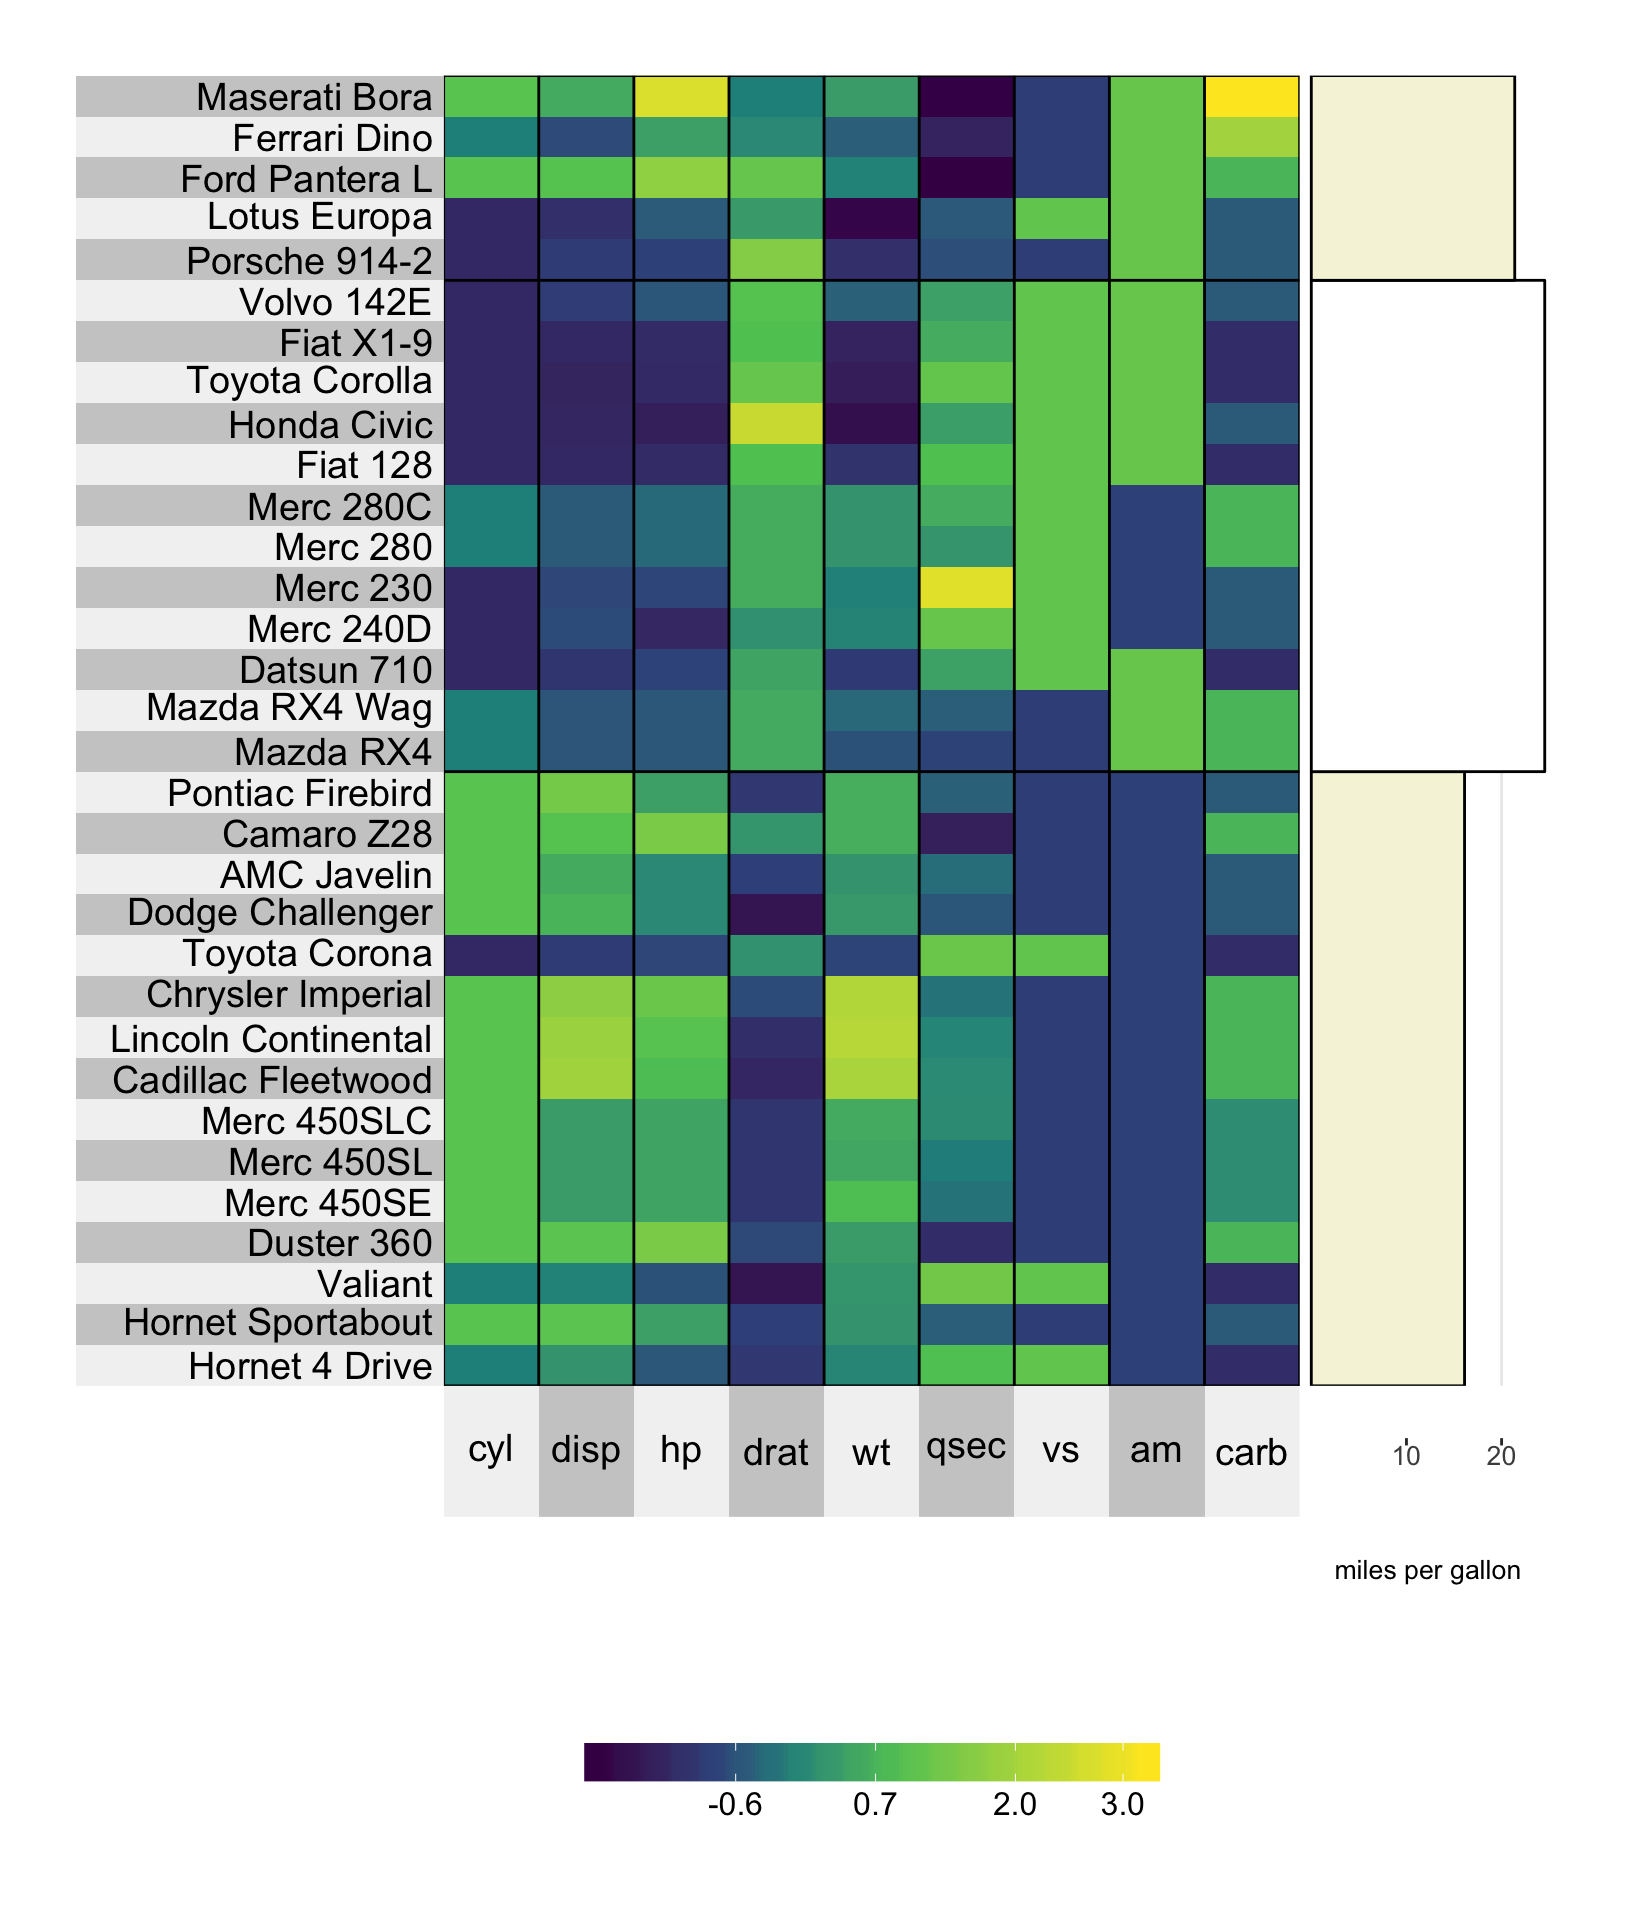 Maserati Bora
Ferrari Dino
Ford Pantera L
Lotus Europa
Porsche 914-2
Volvo 142E
Fiat X1-9
Toyota Corolla
Honda Civic
Fiat 128
Merc 280C
Merc 280
Merc 230
Merc 240D
Datsun 710
Mazda RX4 Wag
Mazda RX4
Pontiac Firebird
Camaro Z28
AMC Javelin
Dodge Challenger
Toyota Corona
Chrysler Imperial
Lincoln Continental
Cadillac Fleetwood
Merc 450SLC
Merc 450SL
Merc 450SE
Duster 360
Valiant
Hornet Sportabout
Hornet 4 Drive
cyl disp hp drat wt qsec vs am carb 10 20
miles per gallon
-0.6 0.7 2.0 3.0